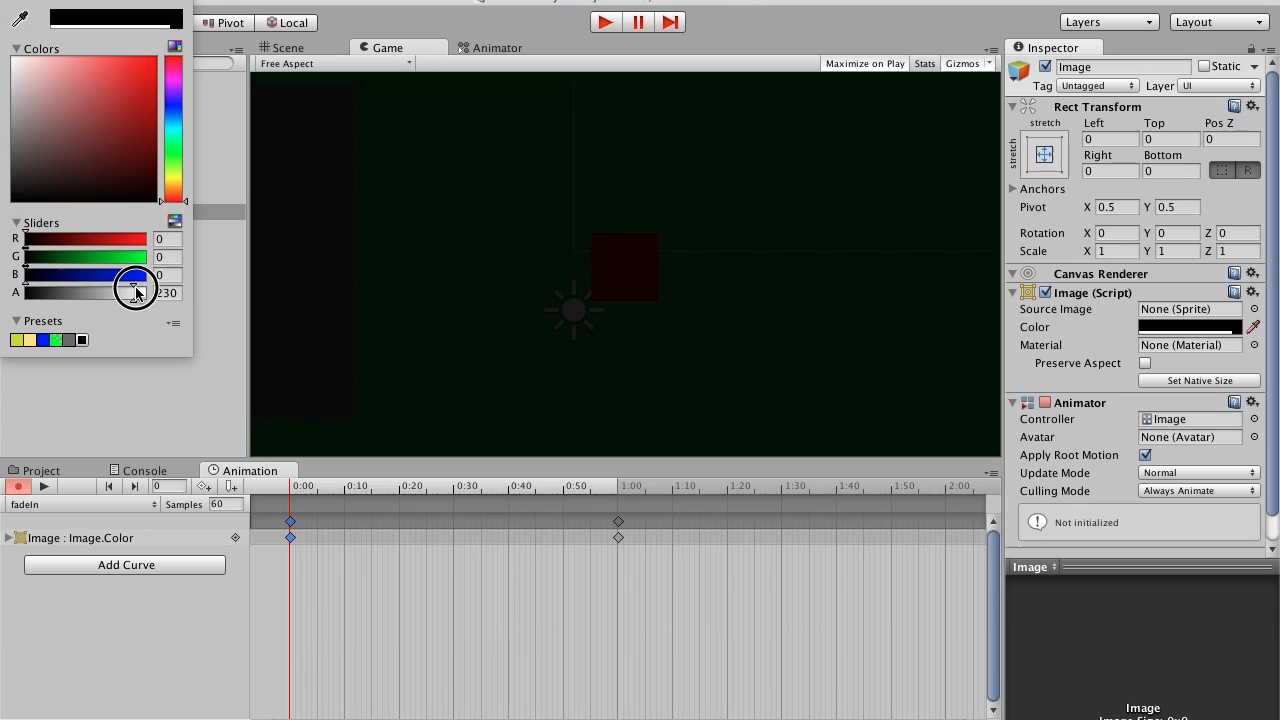 Pivot Local Layers Layout
Colors Scene Game Animator Inspector
Free Aspect Maximize on Play Stats Gizmos Image Static
Tag Untagged Layer UI
Rect Transform
stretch Left Top Pos Z
stretch 0 0 0
Right Bottom
0 0 R
Anchors
Pivot X 0.5 Y 0.5
Sliders
R 0 Rotation X 0 Y 0 Z 0
G 0 Scale X 1 Y 1 Z 1
B 0 Canvas Renderer
A 230 Image (Script)
Source Image None (Sprite)
Presets Color
Material None (Material)
Preserve Aspect
Set Native Size
Animator
Controller Image
Avatar None (Avatar)
Apply Root Motion
Project Console Animation Update Mode Normal
0 0:00 0:10 0:20 0:30 0:40 0:50 1:00 1:10 1:20 1:30 1:40 1:50 2:00 Culling Mode Always Animate
fadeIn Samples 60
Not initialized
Image : Image.Color
Add Curve Image
Image